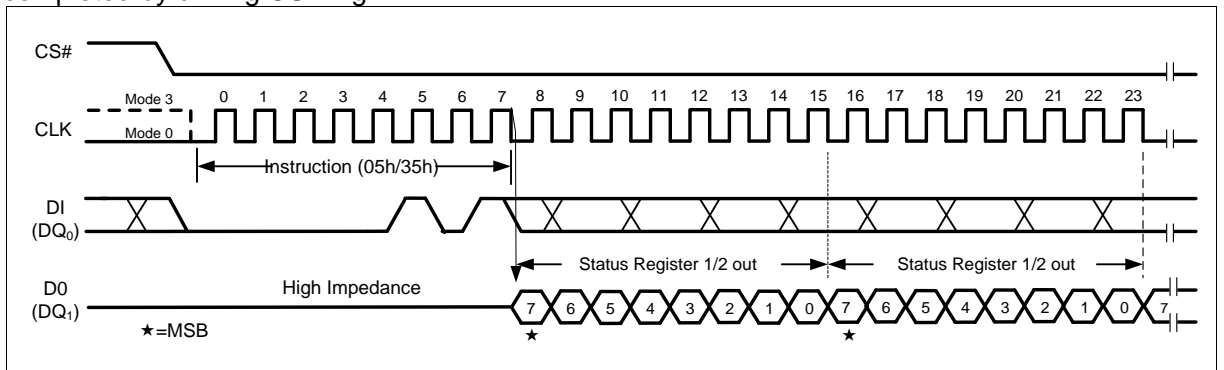 CS#
Mode 3
0 1 2 3 4 5 6 7 8 9 10 11 12 13 14 15 16 17 18 19 20 21 22 23
CLK
Mode 0
Instruction (05h/35h)
DI
(DQ0)
Status Register 1/2 out Status Register 1/2 out
D0
(DQ1)
High Impedance
7 6 5 4 3 2 1 0 7 6 5 4 3 2 1 0 7
★=MSB ★ ★